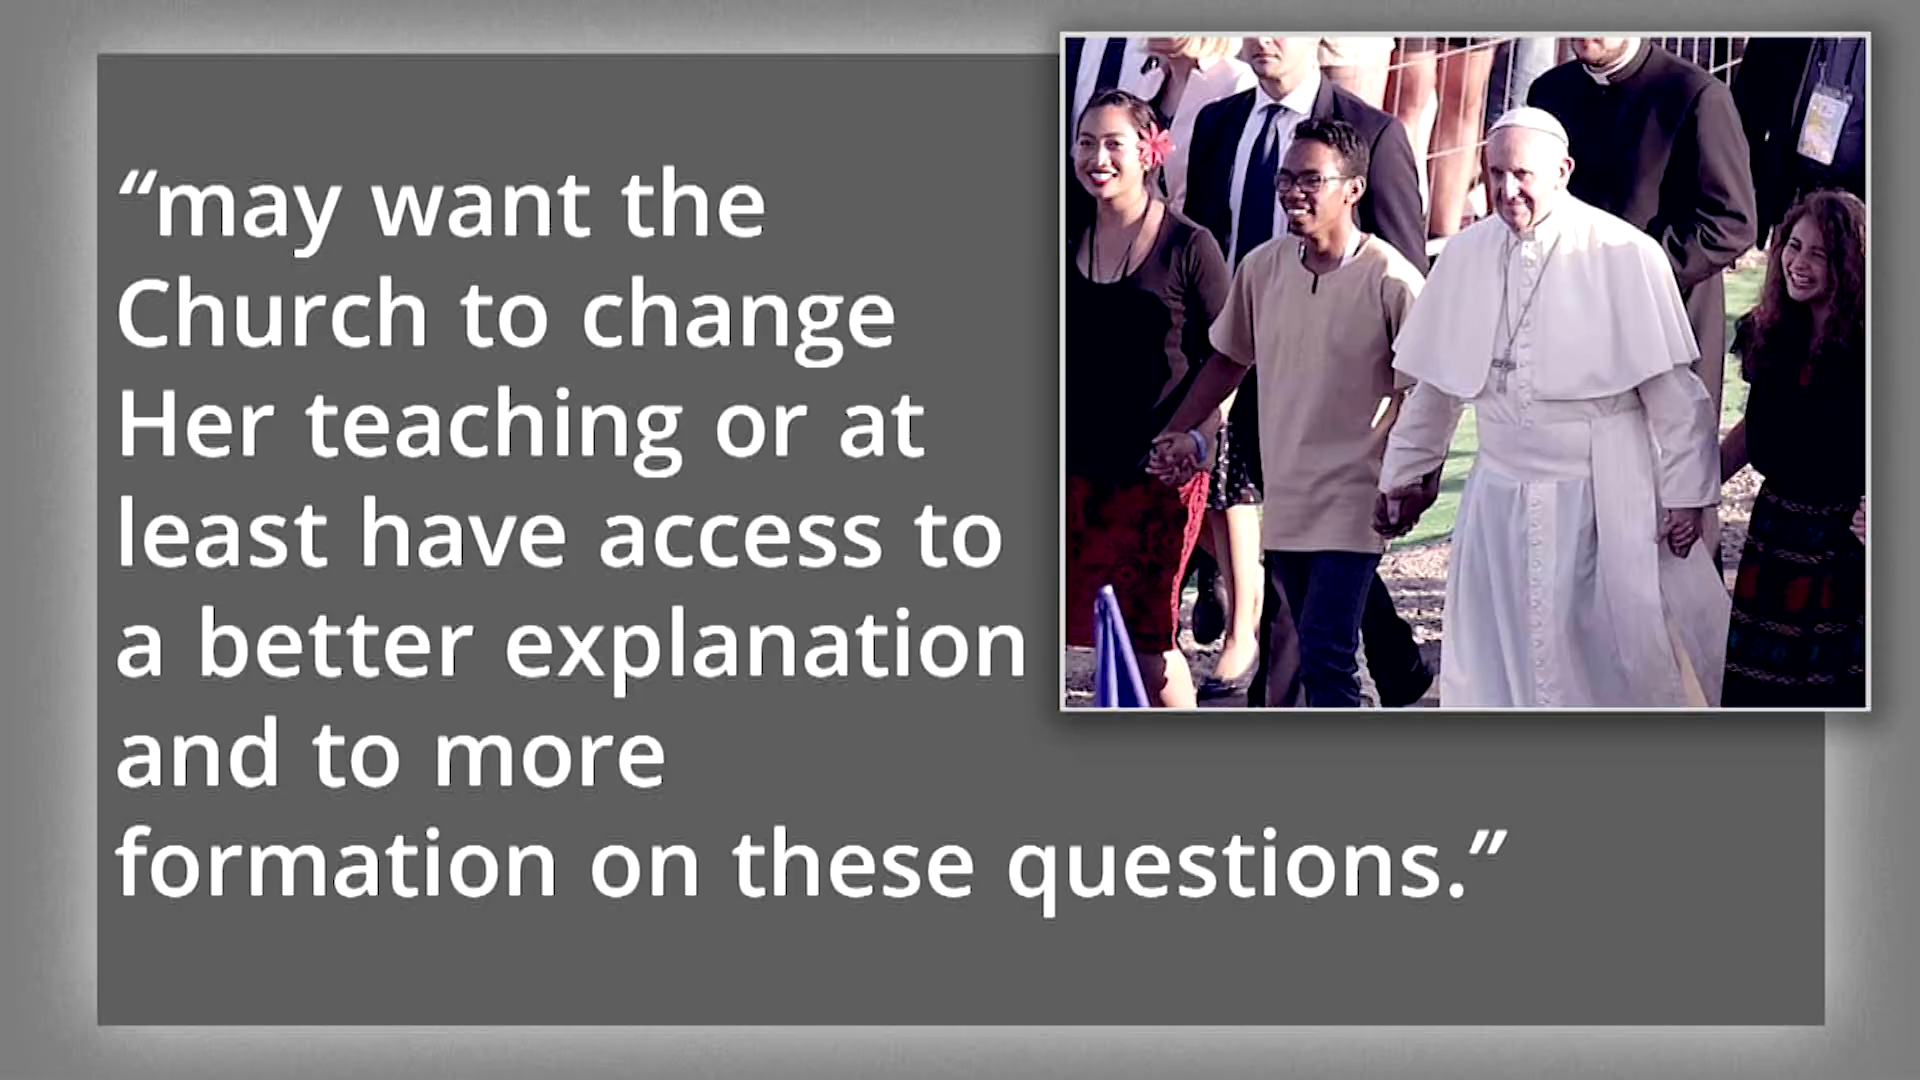 “may want the
Church to change
Her teaching or at
least have access to
a better explanation
and to more
formation on these questions.”